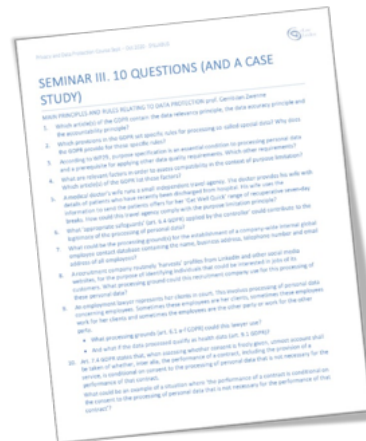 SEMINAR III. 10 QUESTIONS (AND A CASE
STUDY)
MAIN PRINCIPLES AND RULES RELATING TO DATA PROTECTION prof. Gerrit-Jan Zwenne
1. Which article(s) of the GDPR contain the data relevancy principle, the data accuracy principle and
the accountability principle?
2. Which provisions in the GDPR set specific rules for processing so called special data? Why does
the GDPR provide for these specific rules?
3. According to WP29, purpose specification is an essential condition to processing personal data
and a prerequisite for applying other data quality requirements. Which other requirements?
4. What are relevant factors in order to assess compatibility in the context of purpose limitation?
Which article(s) of the GDPR list those factors?
5. A medical doctor's wife runs a small independent travel agency. The doctor provides his wife with
details of patients who have recently been discharged from hospital. His wife uses the
information to send the patients offers for her 'Get Well Quick' range of recuperative seven-day
breaks. How could this travel agency comply with the purpose limitation principle?
6. What 'appropriate safeguards' (art. 6.4 GDPR) applied by the controller could contribute to the
legitimacy of the processing of personal data?
7. What could be the processing ground(s) for the establishment of a company-wide internal global
employee contact database containing the name, business address, telephone number and email
address of all employees?
8. A recruitment company routinely 'harvests' profiles from LinkedIn and other social media
websites, for the purpose of identifying individuals that could be interested in jobs of its
customers. What processing ground could this recruitment company use for this processing of
these personal data?
9. An employment lawyer represents her clients in court. This involves processing of personal data
concerning employees. Sometimes these employees are her clients, sometimes these employees
work for her clients and sometimes the employees are the other party or work for the other
party.
• What processing grounds (art. 6.1 a-f GDPR) could this lawyer use?
• And what if the data processed qualify as health data (art. 9.1 GDPR)?
10. Art. 7.4 GDPR states that, when assessing whether consent is freely given, utmost account shall
be taken of whether, inter alia, the performance of a contract, including the provision of a
service, is conditional on consent to the processing of personal data that is not necessary for the
performance of that contract.
What could be an example of a situation where 'the performance of a contract is conditional on
the consent to the processing of personal data that is not necessary for the performance of that
contract'?